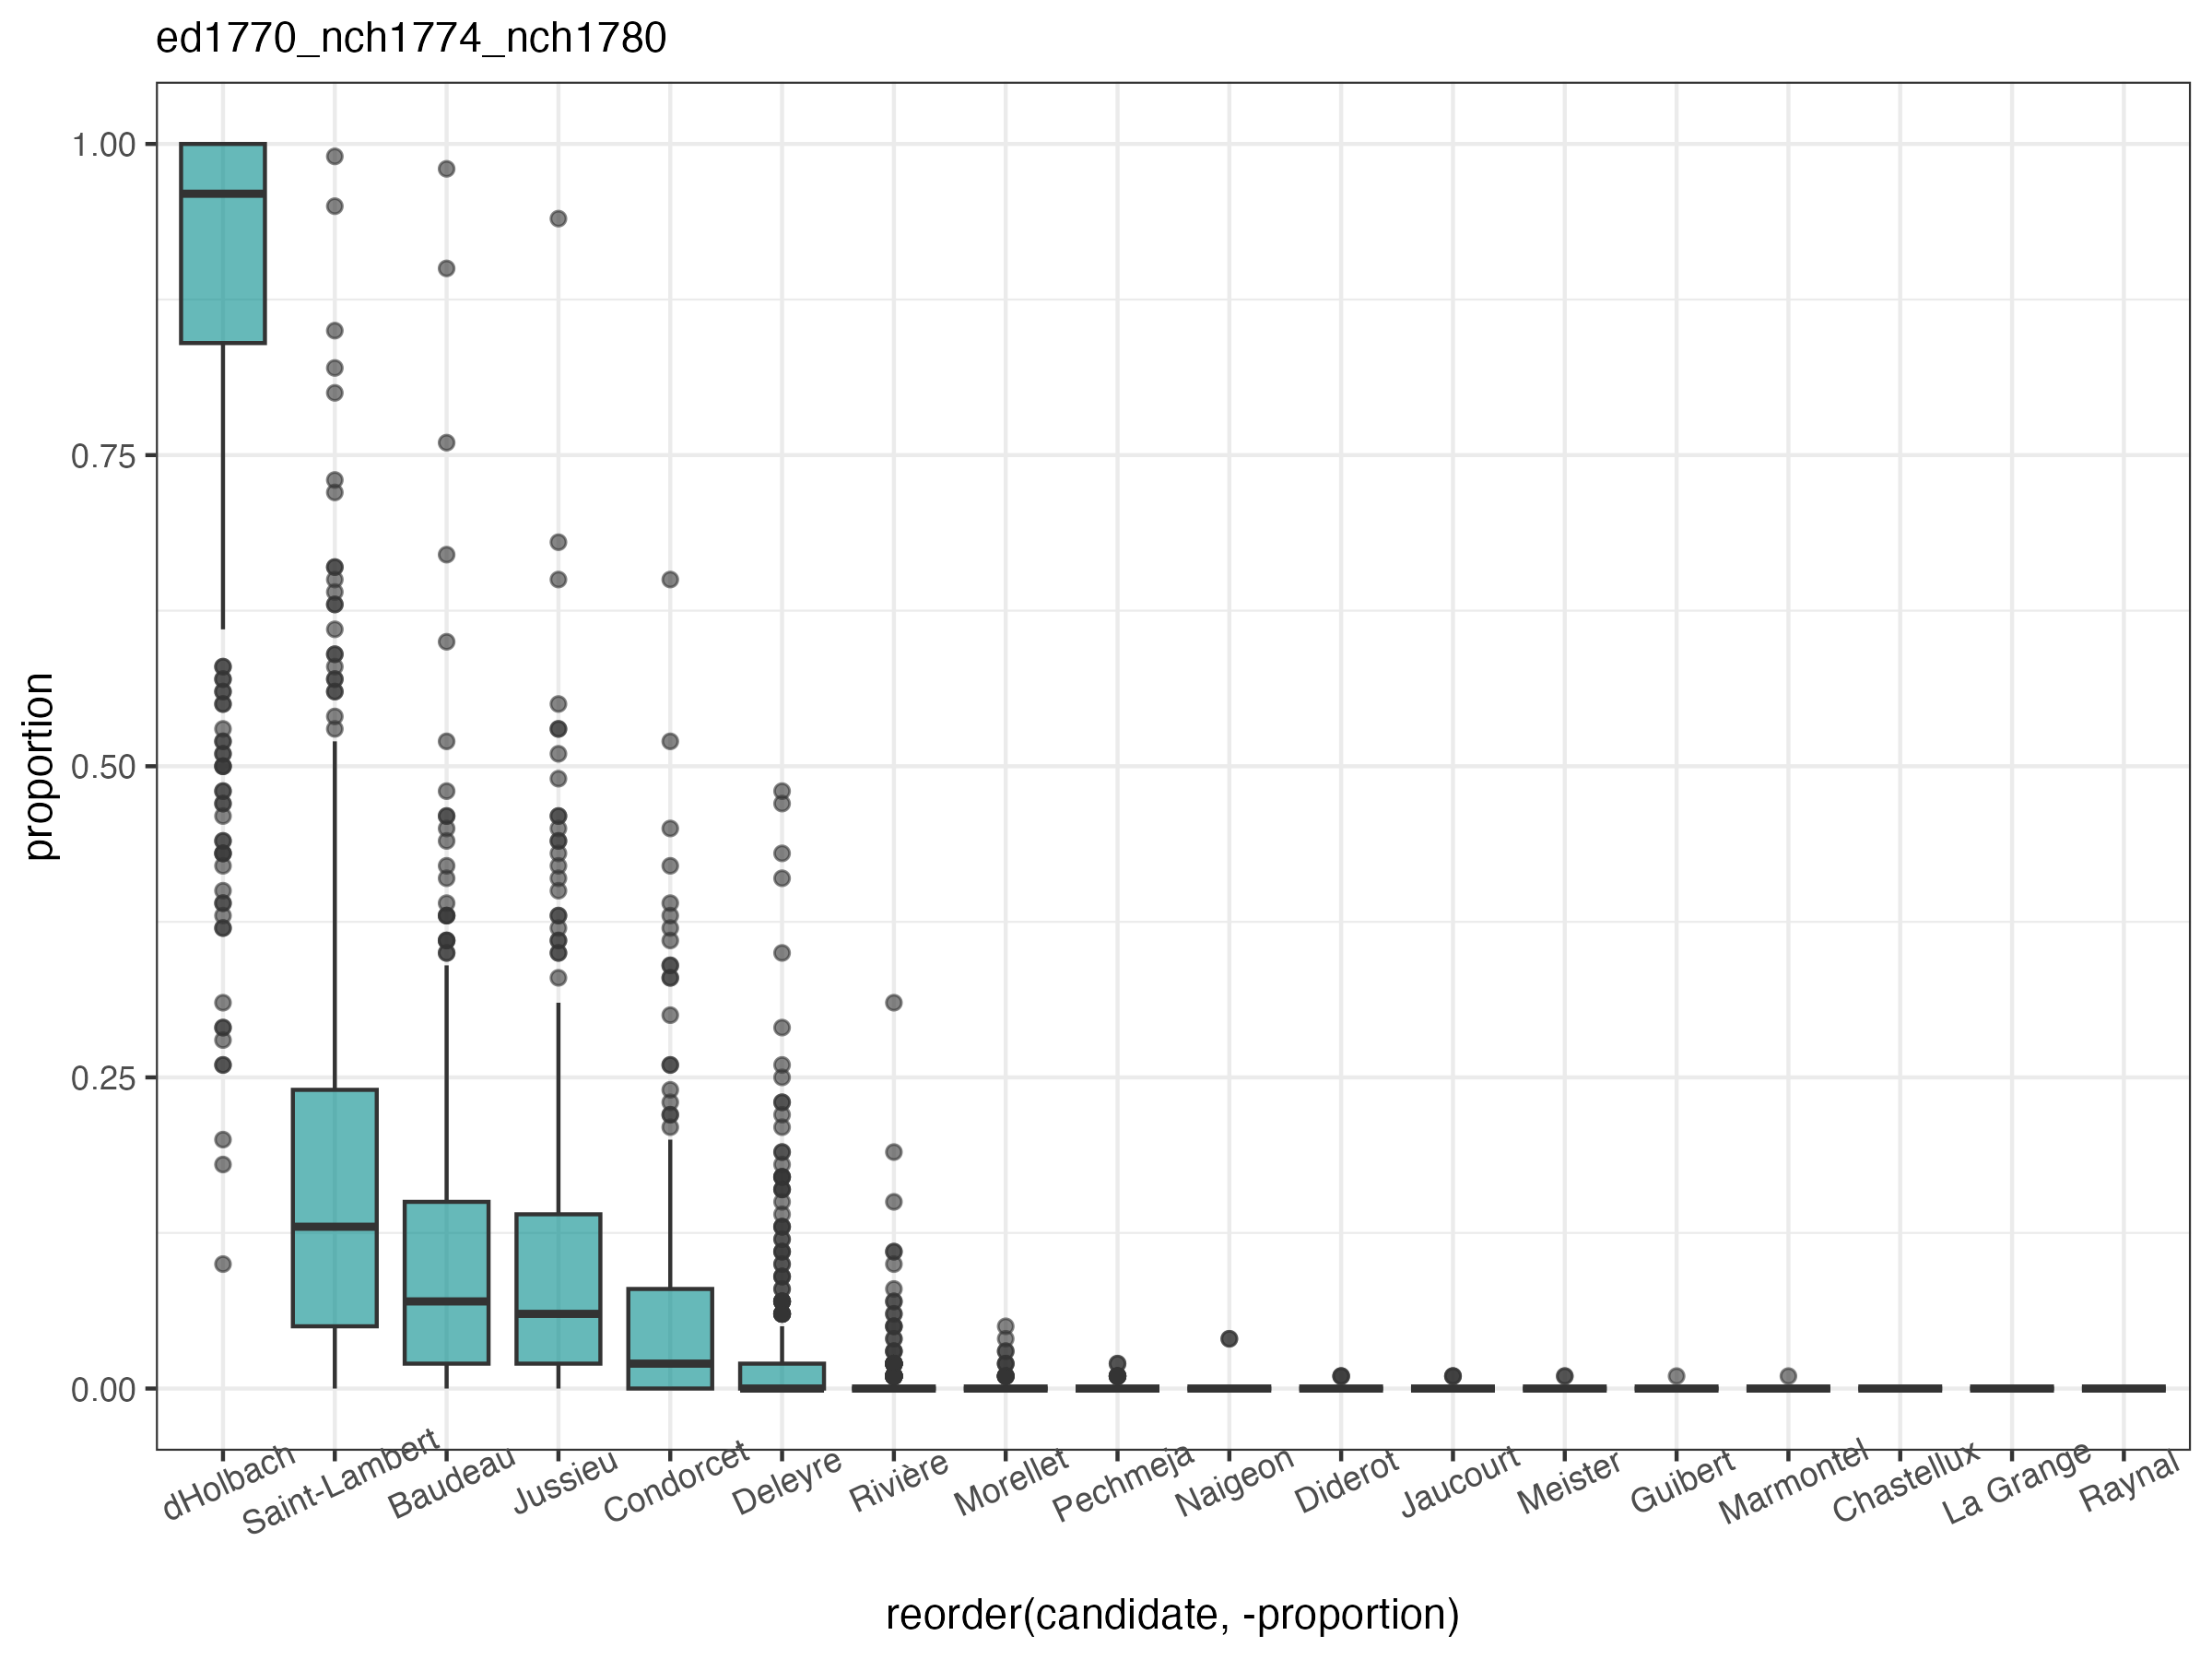 ed1770_nch1774_nch1780
1.00
0.75
0.50
0.25
0.00
proportion
dHolbach
Saint-Lambert
Baudeau
Jussieu
Condorcet
Deleyre
Rivière
Morellet
Pechmeja
Naigeon
Diderot
Jaucourt
Meister
Guibert
Marmontel
Chastellux
La Grange
Raynal
reorder(candidate, -proportion)